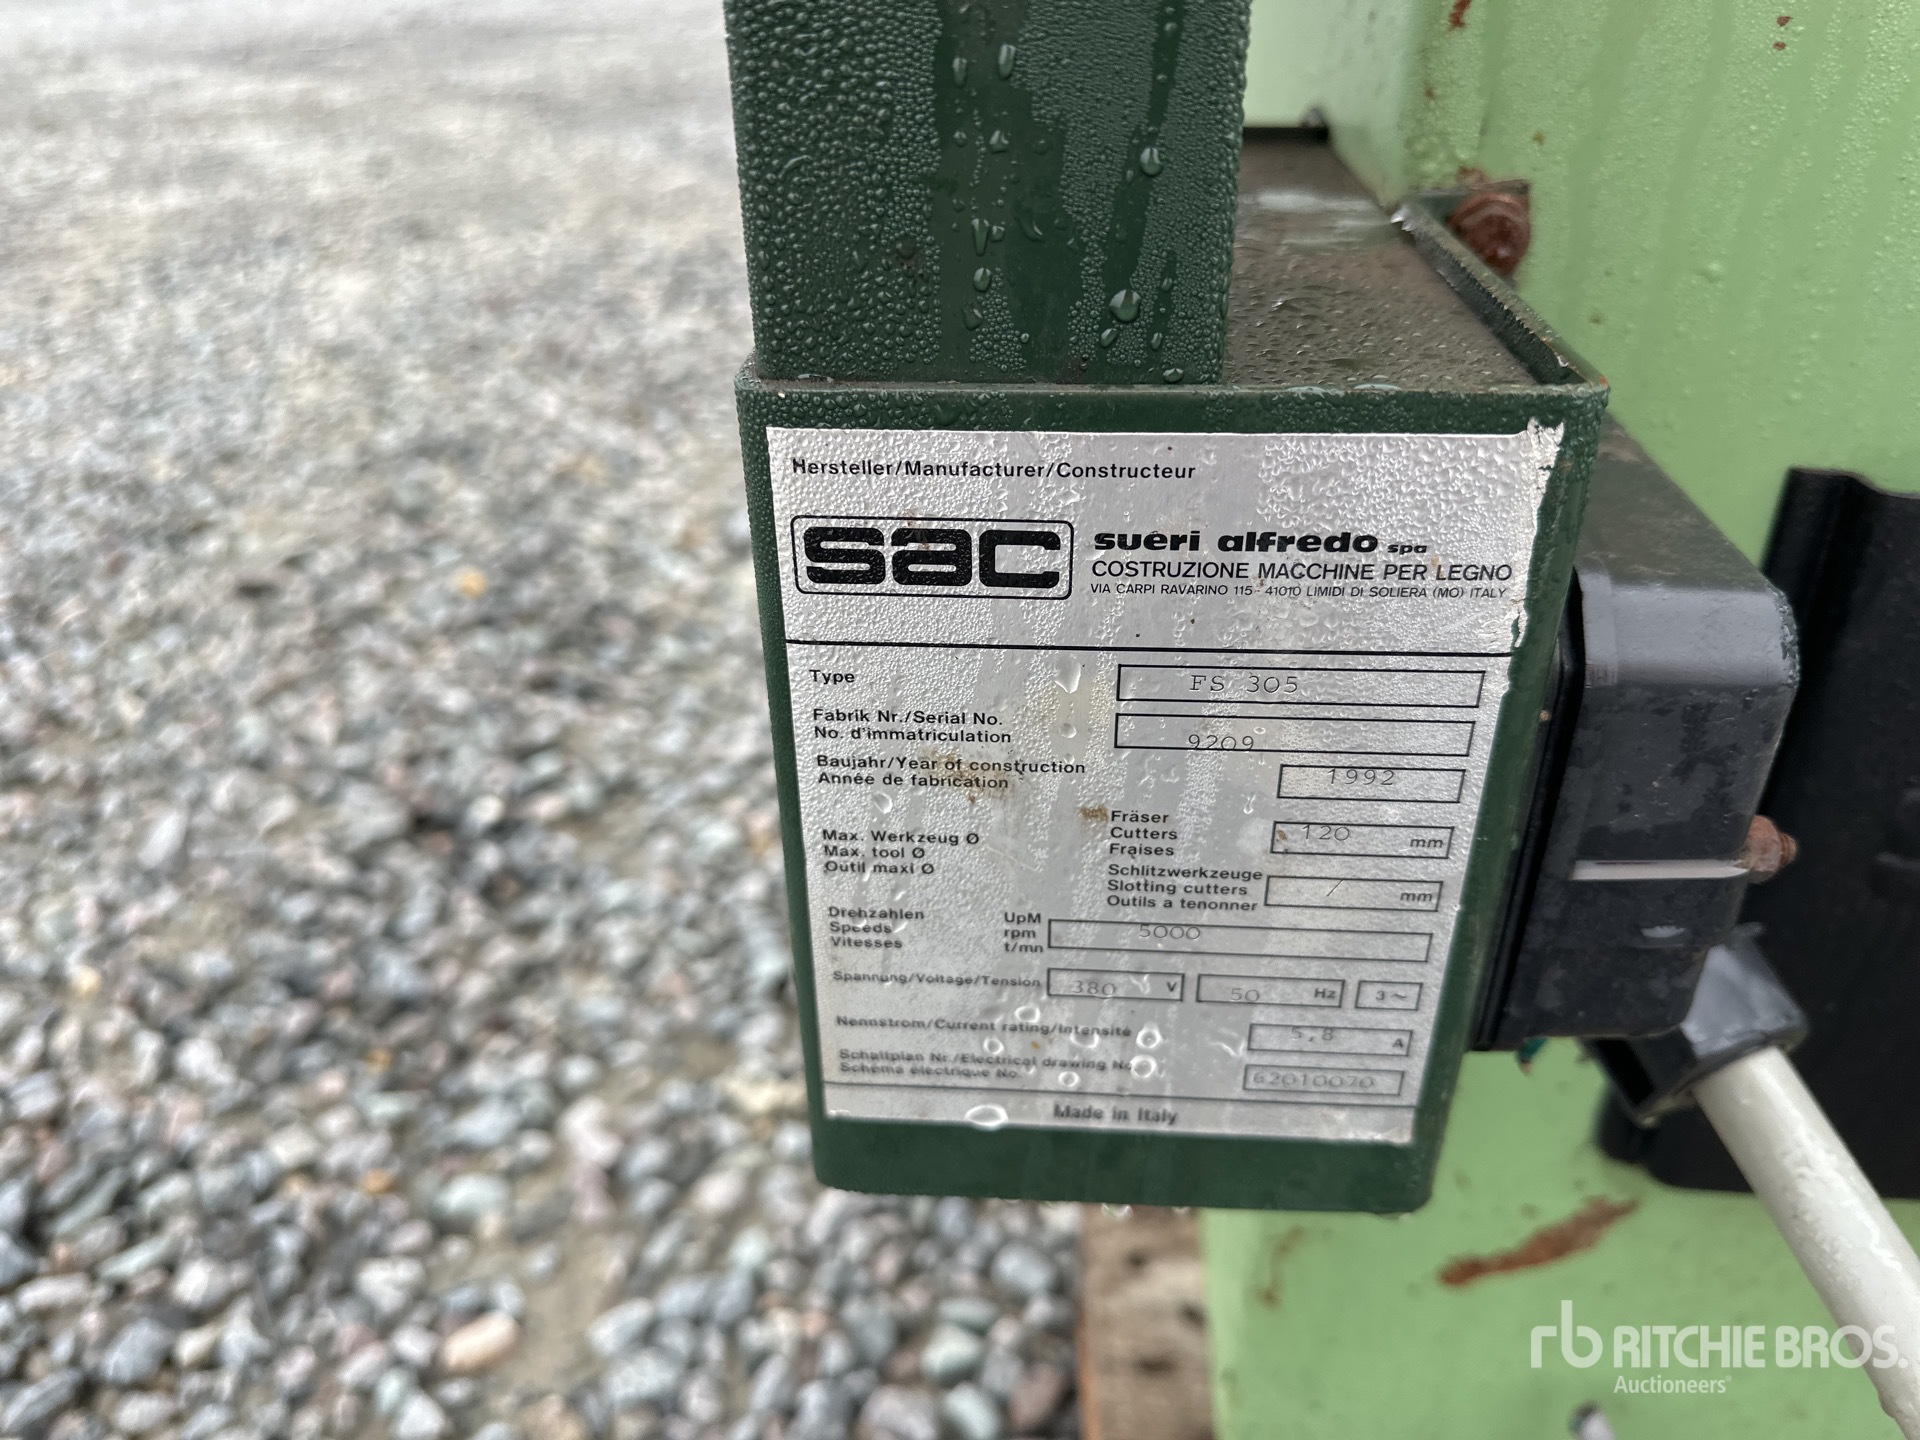 Hersteller/Manufacturer/Constructeur
sac
suèri alfredo spa
COSTRUZIONE MACCHINE PER LEGNO
VIA CARPI RAVARINO 115 - 41010 LIMIDI DI SOLIERA (MO) ITALY
Type FS 305
Fabrik Nr./Serial No.
No. d'immatriculation 9209
Baujahr/Year of construction
Année de fabrication 1992
Max. Werkzeug Ø
Max. tool Ø
Outil maxi Ø
Fräser
Cutters 120 mm
Fraises
Schlitzwerkzeuge
Slotting cutters / mm
Outils a tenonner
Drehzahlen UpM
Speeds rpm 5000
Vitesses t/mn
Spannung/Voltage/Tension 380 V 50 Hz 3 ~
Nennstrom/Current rating/Intensité 5,8 A
Schaltplan Nr./Electrical drawing No.
Schéma électrique No. 62010070
Made in Italy
rb RITCHIE BROS.
Auctioneers